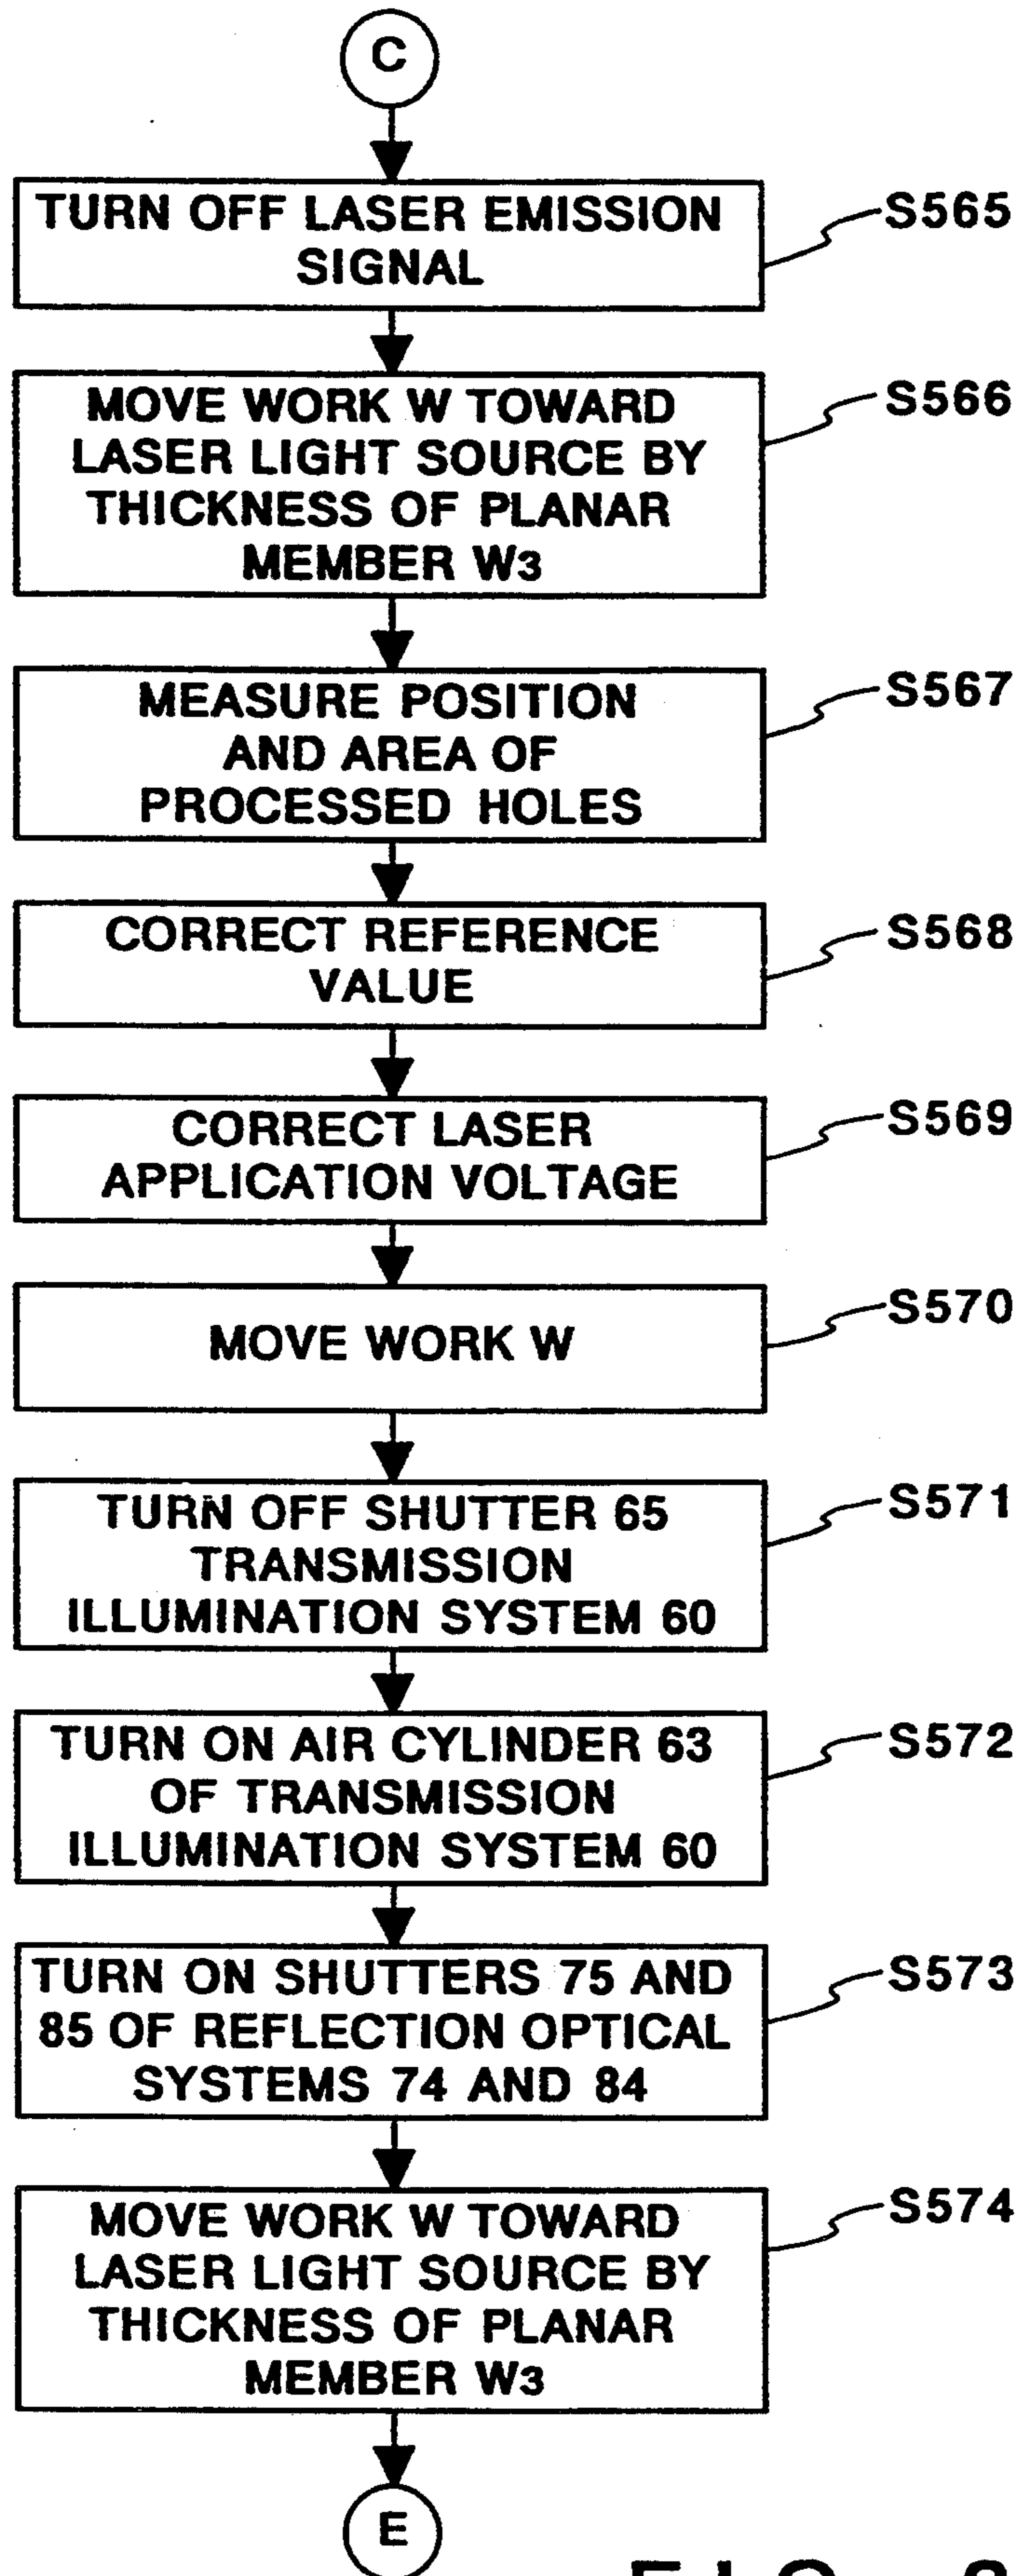 C
TURN OFF LASER EMISSION
SIGNAL
S565
MOVE WORK W TOWARD
LASER LIGHT SOURCE BY
THICKNESS OF PLANAR
MEMBER W3
S566
MEASURE POSITION
AND AREA OF
PROCESSED HOLES
S567
CORRECT REFERENCE
VALUE
S568
CORRECT LASER
APPLICATION VOLTAGE
S569
MOVE WORK W
S570
TURN OFF SHUTTER 65
TRANSMISSION
ILLUMINATION SYSTEM 60
S571
TURN ON AIR CYLINDER 63
OF TRANSMISSION
ILLUMINATION SYSTEM 60
S572
TURN ON SHUTTERS 75 AND
85 OF REFLECTION OPTICAL
SYSTEMS 74 AND 84
S573
MOVE WORK W TOWARD
LASER LIGHT SOURCE BY
THICKNESS OF PLANAR
MEMBER W3
S574
E